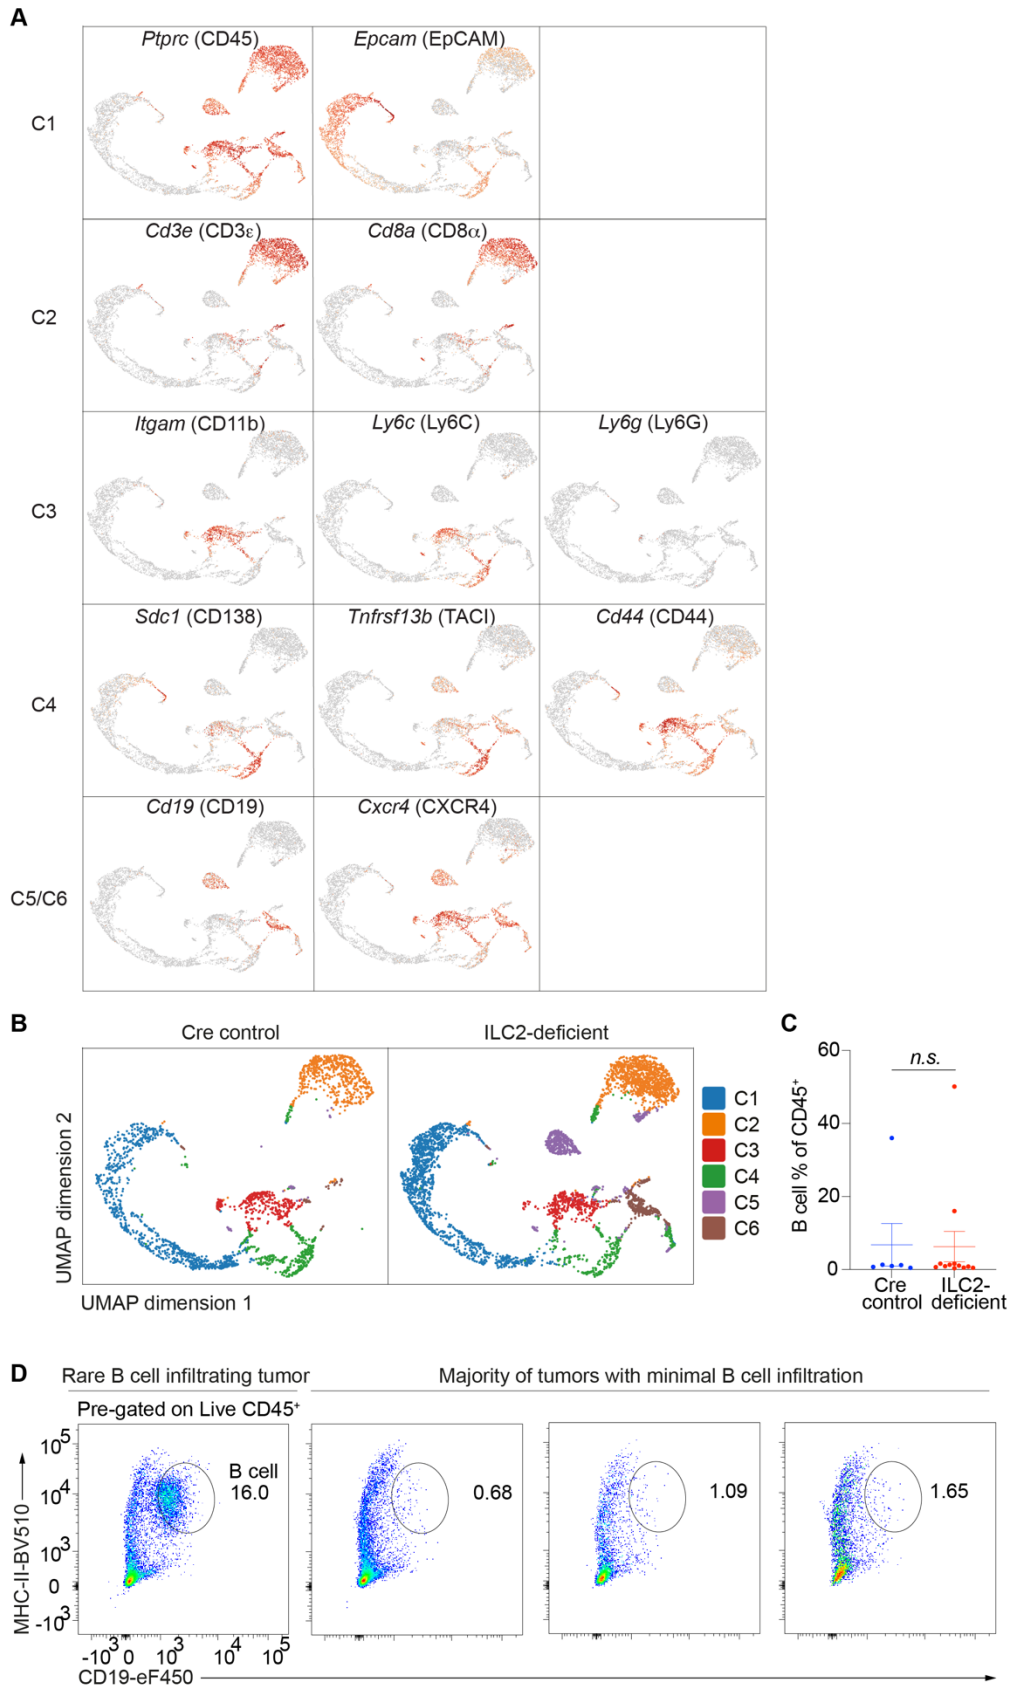 A
Ptprc (CD45)
Epcam (EpCAM)
C1
Cd3e (CD3ε)
Cd8a (CD8α)
C2
Itgam (CD11b)
Ly6c (Ly6C)
Ly6g (Ly6G)
C3
Sdc1 (CD138)
Tnfrsf13b (TACI)
Cd44 (CD44)
C4
Cd19 (CD19)
Cxcr4 (CXCR4)
C5/C6
B
Cre control
ILC2-deficient
UMAP dimension 2
UMAP dimension 1
C1
C2
C3
C4
C5
C6
C
n.s.
B cell % of CD45⁺
60
40
20
0
Cre control
ILC2-deficient
D
Rare B cell infiltrating tumor
Majority of tumors with minimal B cell infiltration
Pre-gated on Live CD45⁺
B cell
16.0
0.68
1.09
1.65
MHC-II-BV510
10⁵
10⁴
10³
0
-10³
-10³ 0 10³ 10⁴ 10⁵
CD19-eF450